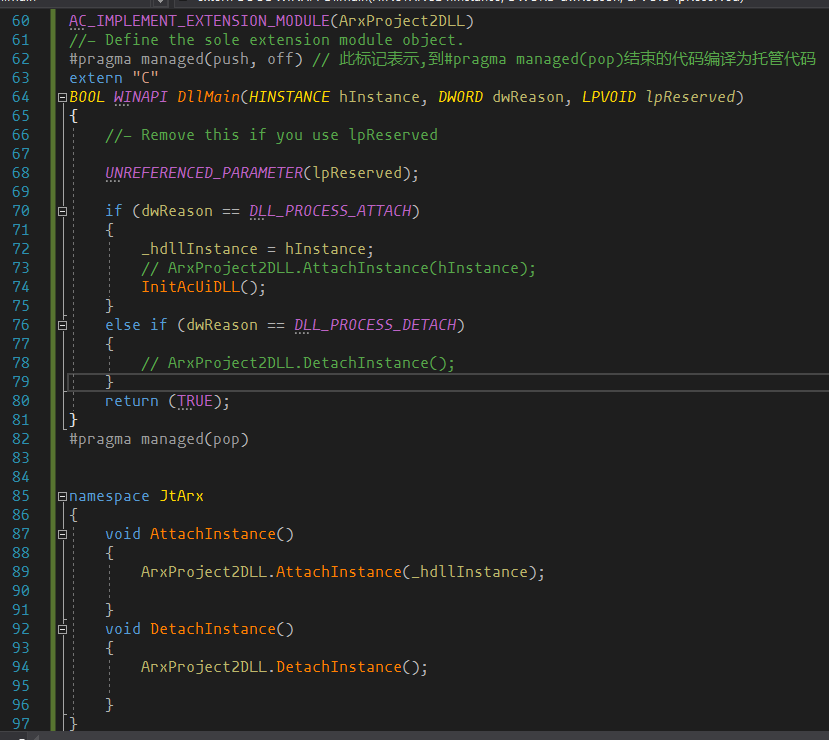 60 AC_IMPLEMENT_EXTENSION_MODULE(ArxProject2DLL)
61 //- Define the sole extension module object.
62 #pragma managed(push, off) // 此标记表示,到#pragma managed(pop)结束的代码编译为托管代码
63 extern "C"
64 BOOL WINAPI DllMain(HINSTANCE hInstance, DWORD dwReason, LPVOID lpReserved)
65 {
66 //- Remove this if you use lpReserved
67
68 UNREFERENCED_PARAMETER(lpReserved);
69
70 if (dwReason == DLL_PROCESS_ATTACH)
71 {
72 _hdllInstance = hInstance;
73 // ArxProject2DLL.AttachInstance(hInstance);
74 InitAcUiDLL();
75 }
76 else if (dwReason == DLL_PROCESS_DETACH)
77 {
78 // ArxProject2DLL.DetachInstance();
79 }
80 return (TRUE);
81 }
82 #pragma managed(pop)
83
84
85 namespace JtArx
86 {
87 void AttachInstance()
88 {
89 ArxProject2DLL.AttachInstance(_hdllInstance);
90
91 }
92 void DetachInstance()
93 {
94 ArxProject2DLL.DetachInstance();
95
96 }
97 }